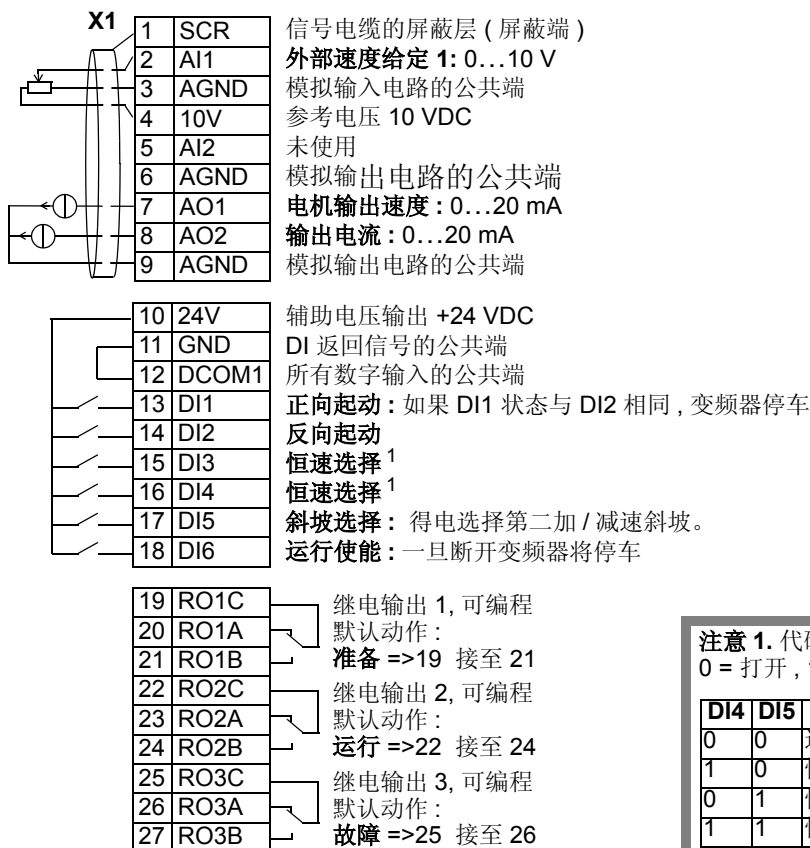 X1
1 SCR 信号电缆的屏蔽层 ( 屏蔽端 )
2 AI1 外部速度给定 1: 0…10 V
3 AGND 模拟输入电路的公共端
4 10V 参考电压 10 VDC
5 AI2 未使用
6 AGND 模拟输出电路的公共端
7 AO1 电机输出速度 : 0…20 mA
8 AO2 输出电流 : 0…20 mA
9 AGND 模拟输出电路的公共端
10 24V 辅助电压输出 +24 VDC
11 GND DI 返回信号的公共端
12 DCOM1 所有数字输入的公共端
13 DI1 正向起动 : 如果 DI1 状态与 DI2 相同 , 变频器停车
14 DI2 反向起动
15 DI3 恒速选择 1
16 DI4 恒速选择 1
17 DI5 斜坡选择 : 得电选择第二加 / 减速斜坡。
18 DI6 运行使能 : 一旦断开变频器将停车
19 RO1C 继电输出 1, 可编程
20 RO1A 默认动作 :
21 RO1B 准备 =>19 接至 21
22 RO2C 继电输出 2, 可编程
23 RO2A 默认动作 :
24 RO2B 运行 =>22 接至 24
25 RO3C 继电输出 3, 可编程
26 RO3A 默认动作 :
27 RO3B 故障 =>25 接至 26
注意 1.
0 = 打开 ,
DI4 DI5
0 0
1 0
0 1
1 1